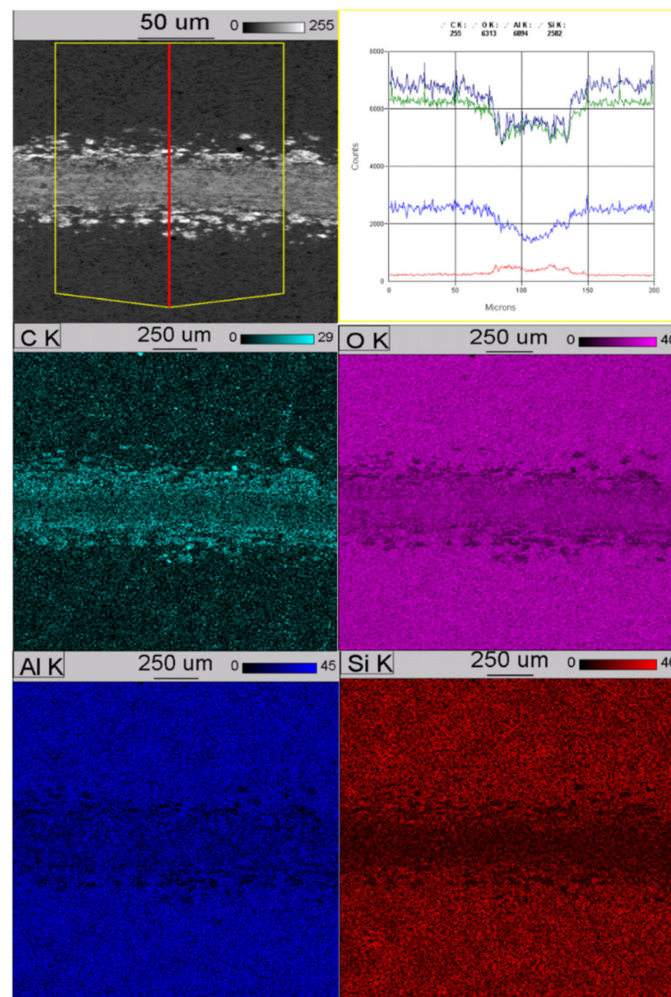 50 um 0 255
C K : O K : Al K : Si K :
255 6313 6894 2582
8000
6000
4000
2000
0
Counts
0 50 100 150 200
Microns
C K 250 um 0 29
O K 250 um 0 40
Al K 250 um 0 45
Si K 250 um 0 40